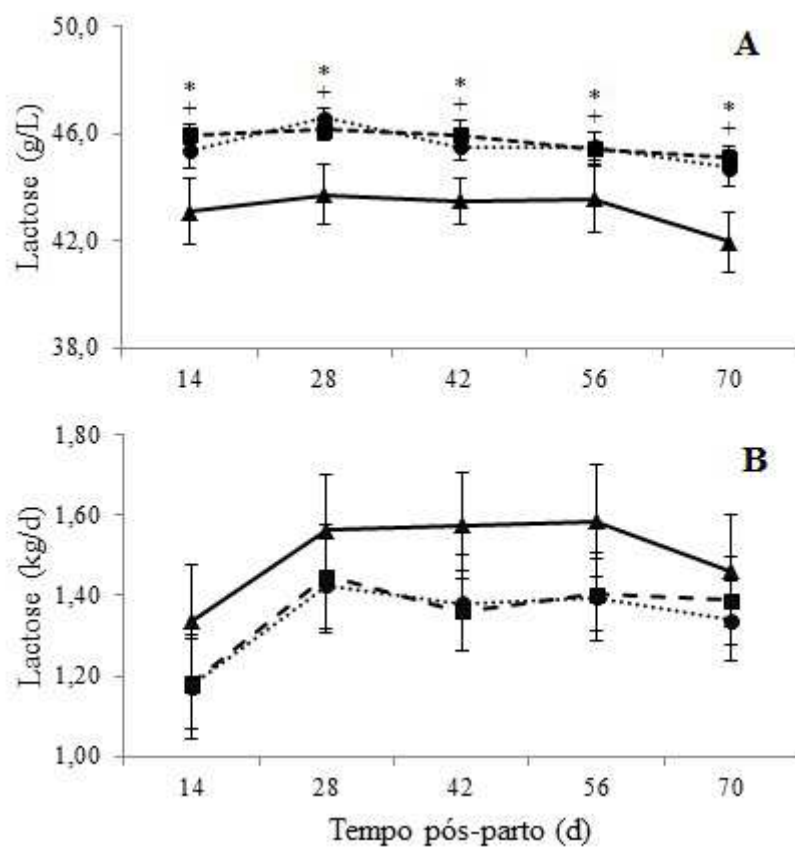 50,0
A
* * * * *
+ + + + +
46,0
Lactose (g/L)
42,0
38,0
14 28 42 56 70
1,80
B
1,60
Lactose (kg/d)
1,40
1,20
1,00
14 28 42 56 70
Tempo pós-parto (d)